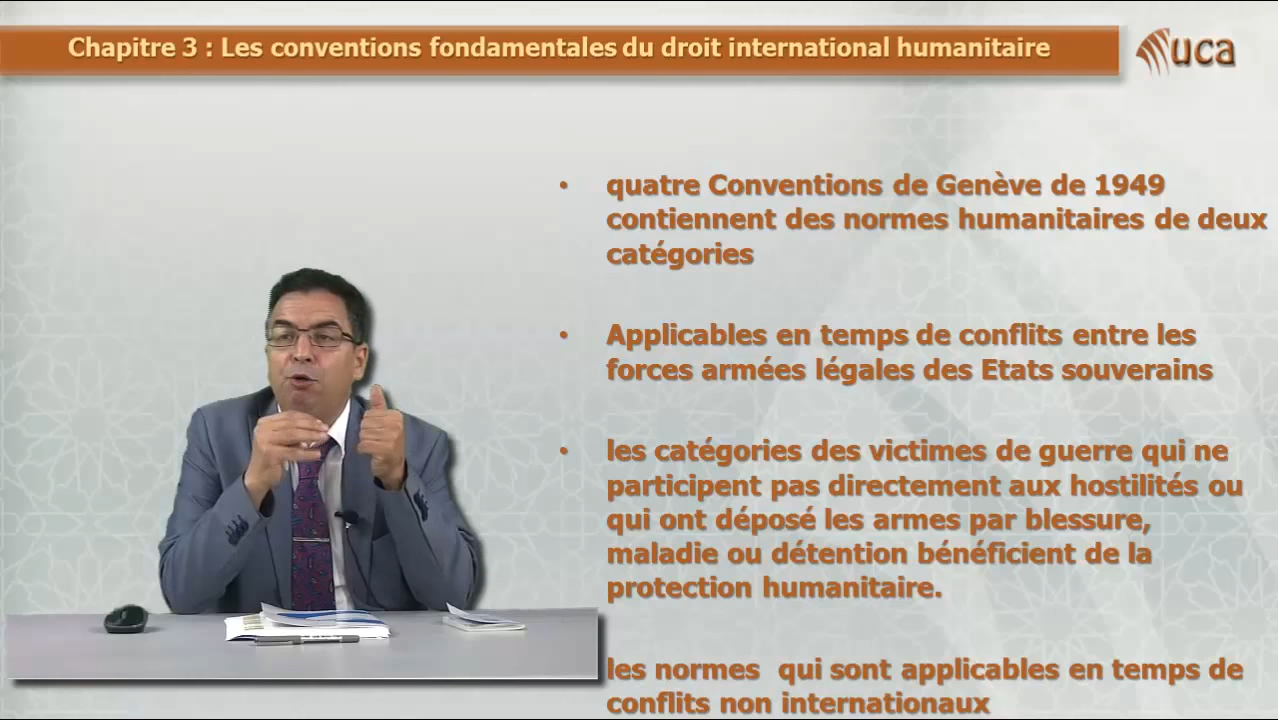 Chapitre 3 : Les conventions fondamentales du droit international humanitaire
uca
• quatre Conventions de Genève de 1949
contiennent des normes humanitaires de deux
catégories
• Applicables en temps de conflits entre les
forces armées légales des Etats souverains
• les catégories des victimes de guerre qui ne
participent pas directement aux hostilités ou
qui ont déposé les armes par blessure,
maladie ou détention bénéficient de la
protection humanitaire.
les normes qui sont applicables en temps de
conflits non internationaux